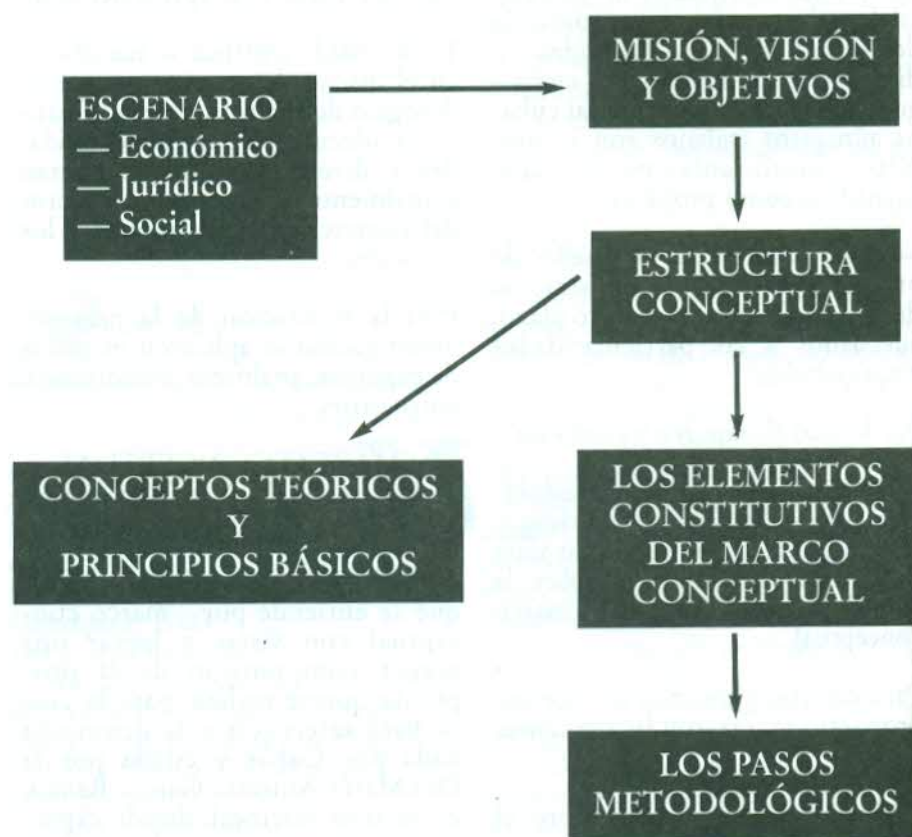 MISIÓN, VISIÓN
Y OBJETIVOS
ESCENARIO
— Económico
— Jurídico
— Social
ESTRUCTURA
CONCEPTUAL
CONCEPTOS TEÓRICOS
Y
PRINCIPIOS BÁSICOS
LOS ELEMENTOS
CONSTITUTIVOS
DEL MARCO
CONCEPTUAL
LOS PASOS
METODOLÓGICOS